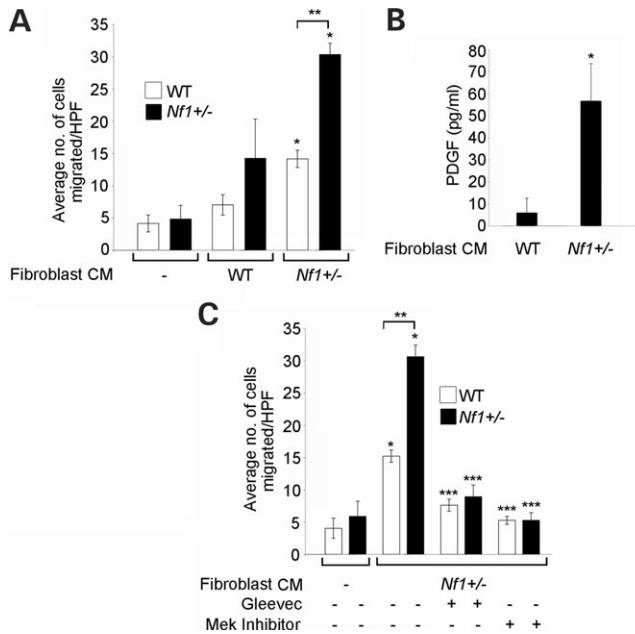 A
Average no. of cells
migrated/HPF
35
30
25
20
15
10
5
0
WT
Nf1+/-
*
**
*
Fibroblast CM
-
WT
Nf1+/-
B
PDGF (pg/ml)
80
70
60
50
40
30
20
10
0
*
Fibroblast CM
WT
Nf1+/-
C
Average no. of cells
migrated/HPF
35
30
25
20
15
10
5
0
**
*
*
WT
Nf1+/-
***
***
***
***
Fibroblast CM - Nf1+/-
Gleevec - - - - + + - -
Mek Inhibitor - - - - - - + +